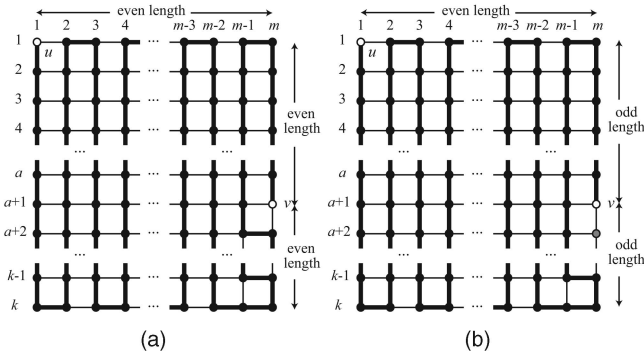 even length
even length
1 2 3 4 ... m-3 m-2 m-1 m
1 2 3 4 ... m-3 m-2 m-1 m
1 u
1 u
2 ...
2 ...
3 ...
3 ...
even length
odd length
4 ...
4 ...
... ...
... ...
a ...
a ...
a+1 ... v
a+1 ... v
a+2 ...
a+2 ...
even length
odd length
... ...
... ...
k-1 ...
k-1 ...
k ...
k ...
(a)
(b)